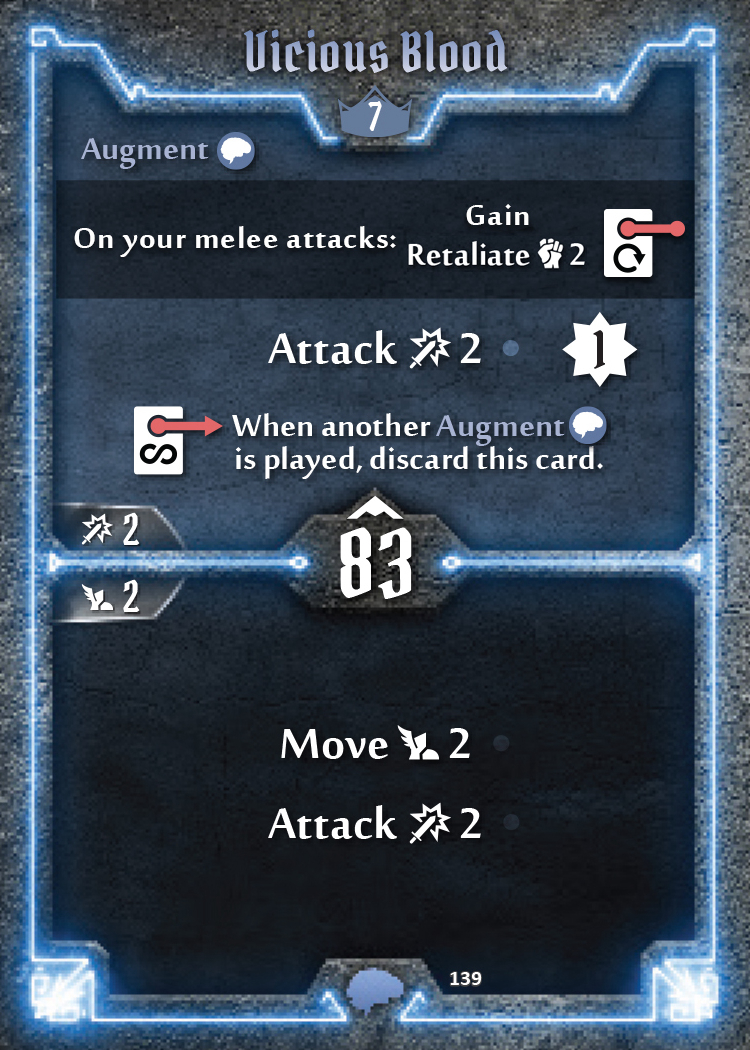 Vicious Blood
7
Augment
On your melee attacks:
Gain
Retaliate 2
Attack 2
1
When another Augment
is played, discard this card.
2
83
2
Move 2
Attack 2
139